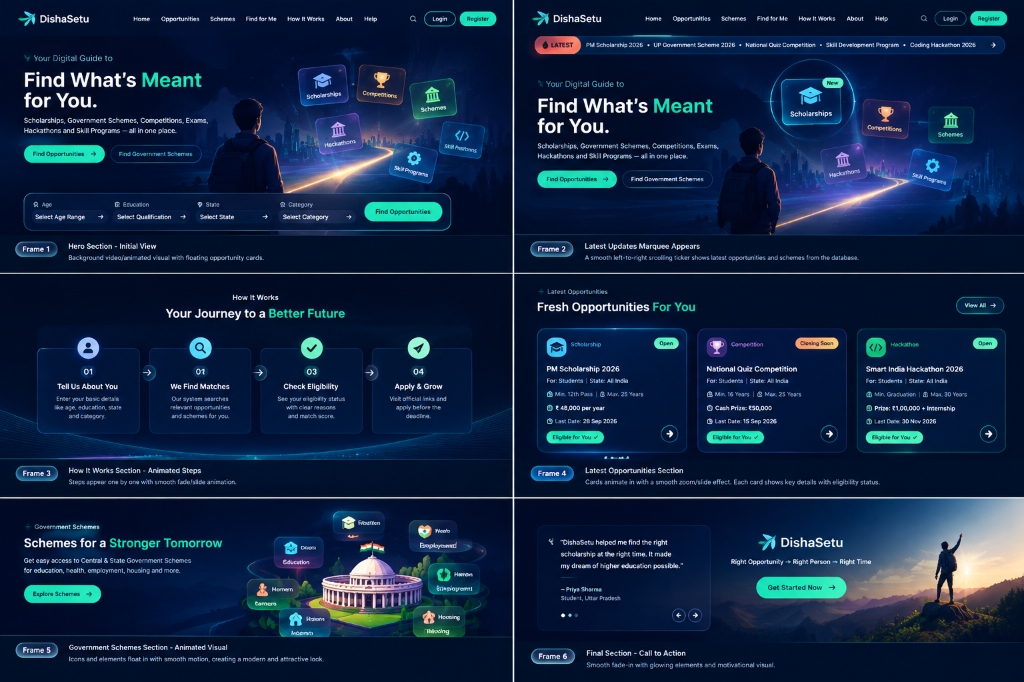 DishaSetu
Home Opportunities Schemes Find for Me How It Works About Help
Login Register
Your Digital Guide to
Find What's Meant
for You.
Scholarships, Government Schemes, Competitions, Exams,
Hackathons and Skill Programs — all in one place.
Find Opportunities → Find Government Schemes
Scholarships
Competitions
Schemes
Hackathons
Skill Programs
Age Education State Category
Select Age Range → Select Qualification → Select State → Select Category →
Find Opportunities
Frame 1
Hero Section - Initial View
Background video/animated visual with floating opportunity cards.
DishaSetu
Home Opportunities Schemes Find for Me How It Works About Help
Login Register
LATEST
PM Scholarship 2026 • UP Government Scheme 2026 • National Quiz Competition • Skill Development Program • Coding Hackathon 2026 →
Your Digital Guide to
Find What's Meant
for You.
Scholarships, Government Schemes, Competitions, Exams,
Hackathons and Skill Programs — all in one place.
Find Opportunities → Find Government Schemes
New
Scholarships
Competitions
Schemes
Hackathons
Skill Programs
Frame 2
Latest Updates Marquee Appears
A smooth left-to-right scrolling ticker shows latest opportunities and schemes from the database.
How It Works
Your Journey to a Better Future
01
Tell Us About You
Enter your basic details
like age, education, state
and category.
01
We Find Matches
Our system searches
relevant opportunities
and schemes for you.
03
Check Eligibility
See your eligibility status
with clear reasons
and match score.
04
Apply & Grow
Visit official links and
apply before the
deadline.
Frame 3
How It Works Section - Animated Steps
Steps appear one by one with smooth fade/slide animation.
Latest Opportunities
Fresh Opportunities For You
View All →
Scholarship Open
PM Scholarship 2026
For: Students | State: All India
Min. 12th Pass | Max. 25 Years
₹ 48,000 per year
Last Date: 28 Sep 2026
Eligible for You ✓
Competition Closing Soon
National Quiz Competition
For: Students | State: All India
Min. 16 Years | Max. 25 Years
Cash Prize: ₹50,000
Last Date: 15 Sep 2026
Eligible for You ✓
Hackathon Open
Smart India Hackathon 2026
For: Students | State: All India
Min. Graduation | Max. 30 Years
Prize: ₹1,00,000 + Internship
Last Date: 30 Nov 2026
Eligible for You ✓
Frame 4
Latest Opportunities Section
Cards animate in with a smooth zoom/slide effect. Each card shows key details with eligibility status.
Government Schemes
Schemes for a Stronger Tomorrow
Get easy access to Central & State Government Schemes
for education, health, employment, housing and more.
Explore Schemes →
Education
Housing
Frame 5
Government Schemes Section - Animated Visual
Icons and elements float in with smooth motion, creating a modern and attractive look.
"DishaSetu helped me find the right
scholarship at the right time. It made
my dream of higher education possible."
– Priya Sharma
Student, Uttar Pradesh
DishaSetu
Right Opportunity → Right Person → Right Time
Get Started Now →
Frame 6
Final Section - Call to Action
Smooth fade-in with glowing elements and motivational visual.